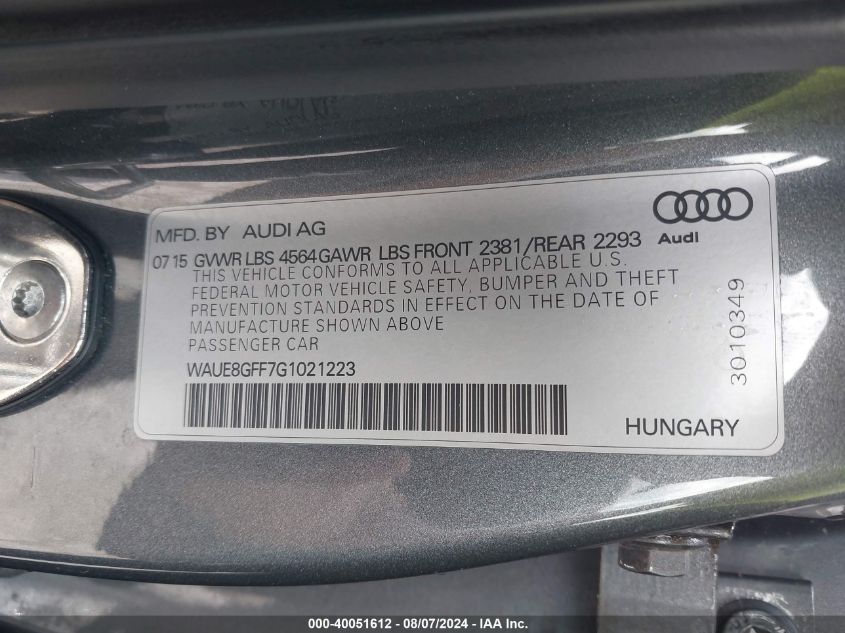 MFD. BY AUDI AG
Audi
07 15 GVWR LBS 4564 GAWR LBS FRONT 2381/REAR 2293
THIS VEHICLE CONFORMS TO ALL APPLICABLE U.S.
FEDERAL MOTOR VEHICLE SAFETY, BUMPER AND THEFT
PREVENTION STANDARDS IN EFFECT ON THE DATE OF
MANUFACTURE SHOWN ABOVE
PASSENGER CAR
WAUE8GFF7G1021223
3010349
HUNGARY
000-40051612 - 08/07/2024 - IAA Inc.